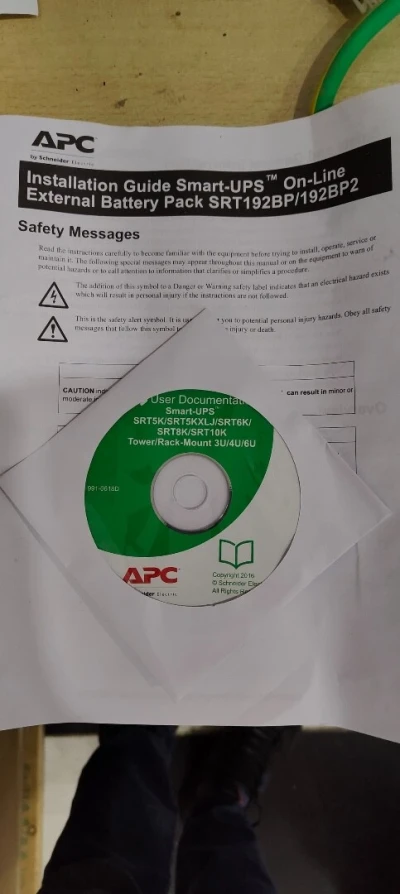 APC
by Schneider Electric
Installation Guide Smart-UPS™ On-Line
External Battery Pack SRT192BP/192BP2
Safety Messages
Read the instructions carefully to become familiar with the equipment before trying to install, operate, service or
maintain it. The following special messages may appear throughout this manual or on the equipment to warn of
potential hazards or to call attention to information that clarifies or simplifies a procedure.
The addition of this symbol to a Danger or Warning safety label indicates that an electrical hazard exists
which will result in personal injury if the instructions are not followed.
This is the safety alert symbol. It is you to potential personal injury hazards. Obey all safety
messages that follow this symbol injury or death.
CAUTION can result in minor or
moderate
User Documentat
Smart-UPS™
SRT5K/SRT5KXLJ/SRT6K/
SRT8K/SRT10K
Tower/Rack-Mount 3U/4U/6U
APC
Copyright 2016
© Schneider Elec
All Rights Re